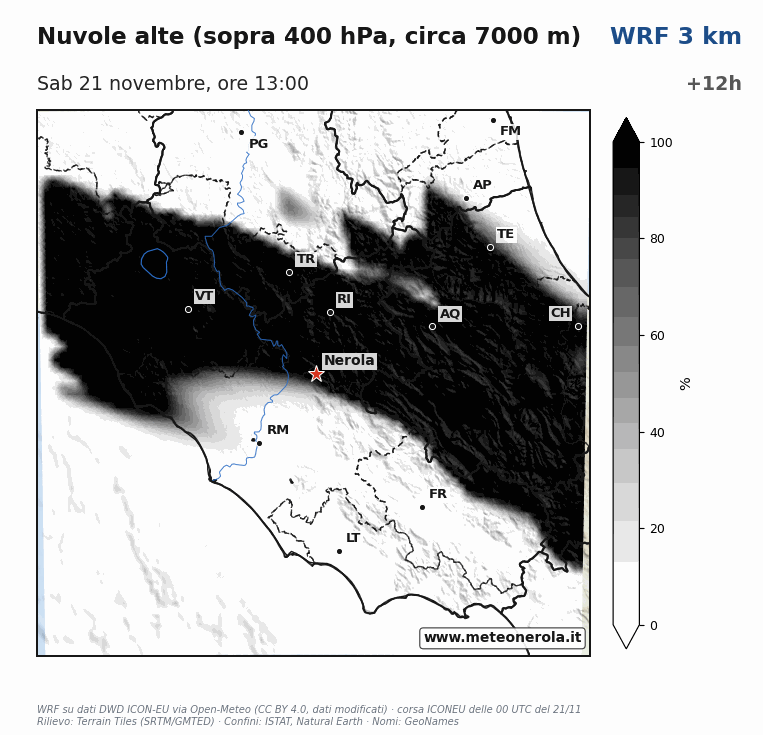 Nuvole alte (sopra 400 hPa, circa 7000 m) WRF 3 km
Sab 21 novembre, ore 13:00 +12h
FM
PG
AP
TE
TR
VT
RI
AQ
CH
Nerola
RM
FR
LT
www.meteonerola.it
100
80
60
40
20
0
%
WRF su dati DWD ICON-EU via Open-Meteo (CC BY 4.0, dati modificati) · corsa ICONEU delle 00 UTC del 21/11
Rilievo: Terrain Tiles (SRTM/GMTED) · Confini: ISTAT, Natural Earth · Nomi: GeoNames